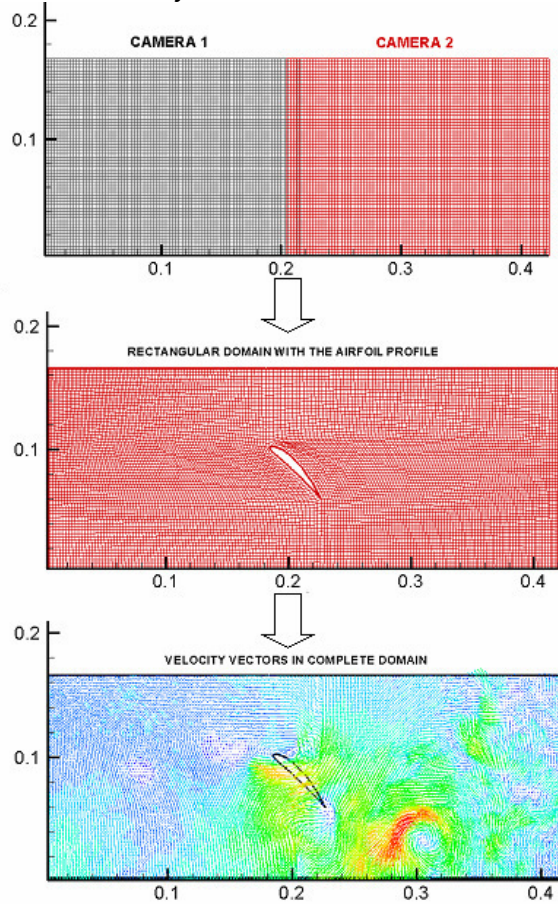 0.2
CAMERA 1 CAMERA 2
0.1
0.1 0.2 0.3 0.4
0.2
RECTANGULAR DOMAIN WITH THE AIRFOIL PROFILE
0.1
0.1 0.2 0.3 0.4
0.2
VELOCITY VECTORS IN COMPLETE DOMAIN
0.1
0.1 0.2 0.3 0.4